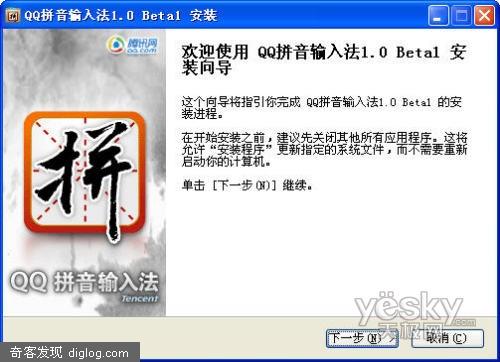 QQ拼音输入法1.0 Beta1 安装
腾讯网
QQ.com
欢迎使用 QQ拼音输入法1.0 Beta1 安
装向导
这个向导将指引你完成 QQ拼音输入法1.0 Beta1 的安
装进程。
在开始安装之前，建议先关闭其他所有应用程序。这将
允许“安装程序”更新指定的系统文件，而不需要重新
启动你的计算机。
单击 [下一步(N)] 继续。
拼
QQ 拼音输入法
Tencent
yesky
天极网
下一步(N) >
取消(C)
奇客发现 diglog.com